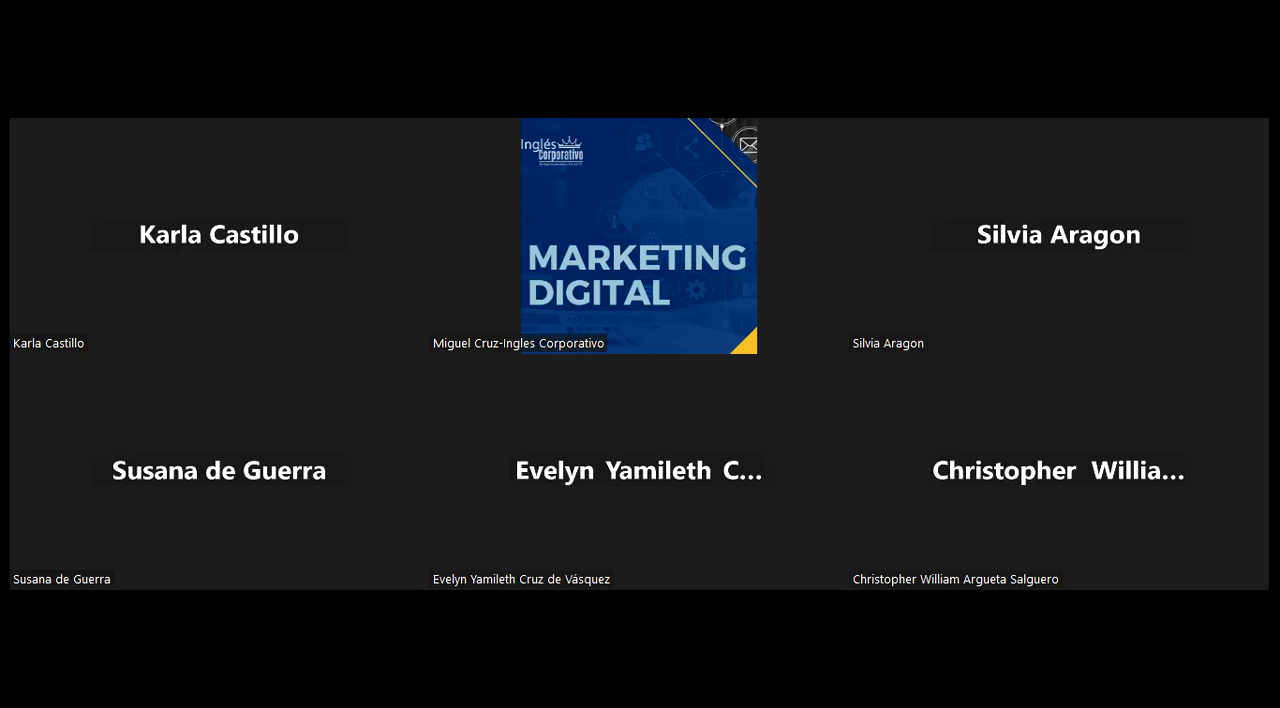 Karla Castillo
Karla Castillo
Inglés
Corporativo
MARKETING
DIGITAL
Miguel Cruz-Ingles Corporativo
Silvia Aragon
Silvia Aragon
Susana de Guerra
Susana de Guerra
Evelyn Yamileth C...
Evelyn Yamileth Cruz de Vásquez
Christopher Willia...
Christopher William Argueta Salguero